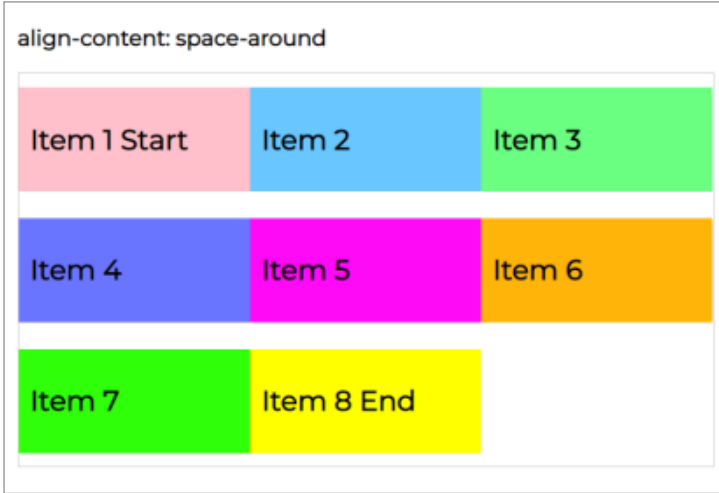 align-content: space-around
Item 1 Start Item 2 Item 3
Item 4 Item 5 Item 6
Item 7 Item 8 End